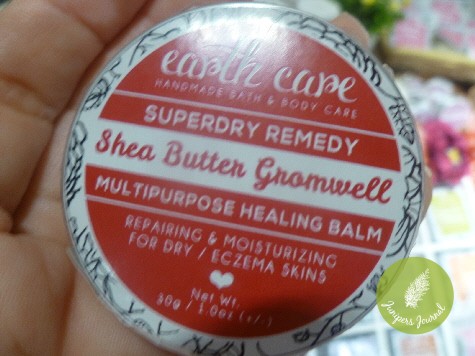 earth care
HANDMADE BATH & BODY CARE
SUPERDRY REMEDY
Shea Butter Gromwell
MULTIPURPOSE HEALING BALM
REPAIRING & MOISTURIZING
FOR DRY / ECZEMA SKINS
Net Wt.
30g / 1.0oz (+/-)
Junipers Journal